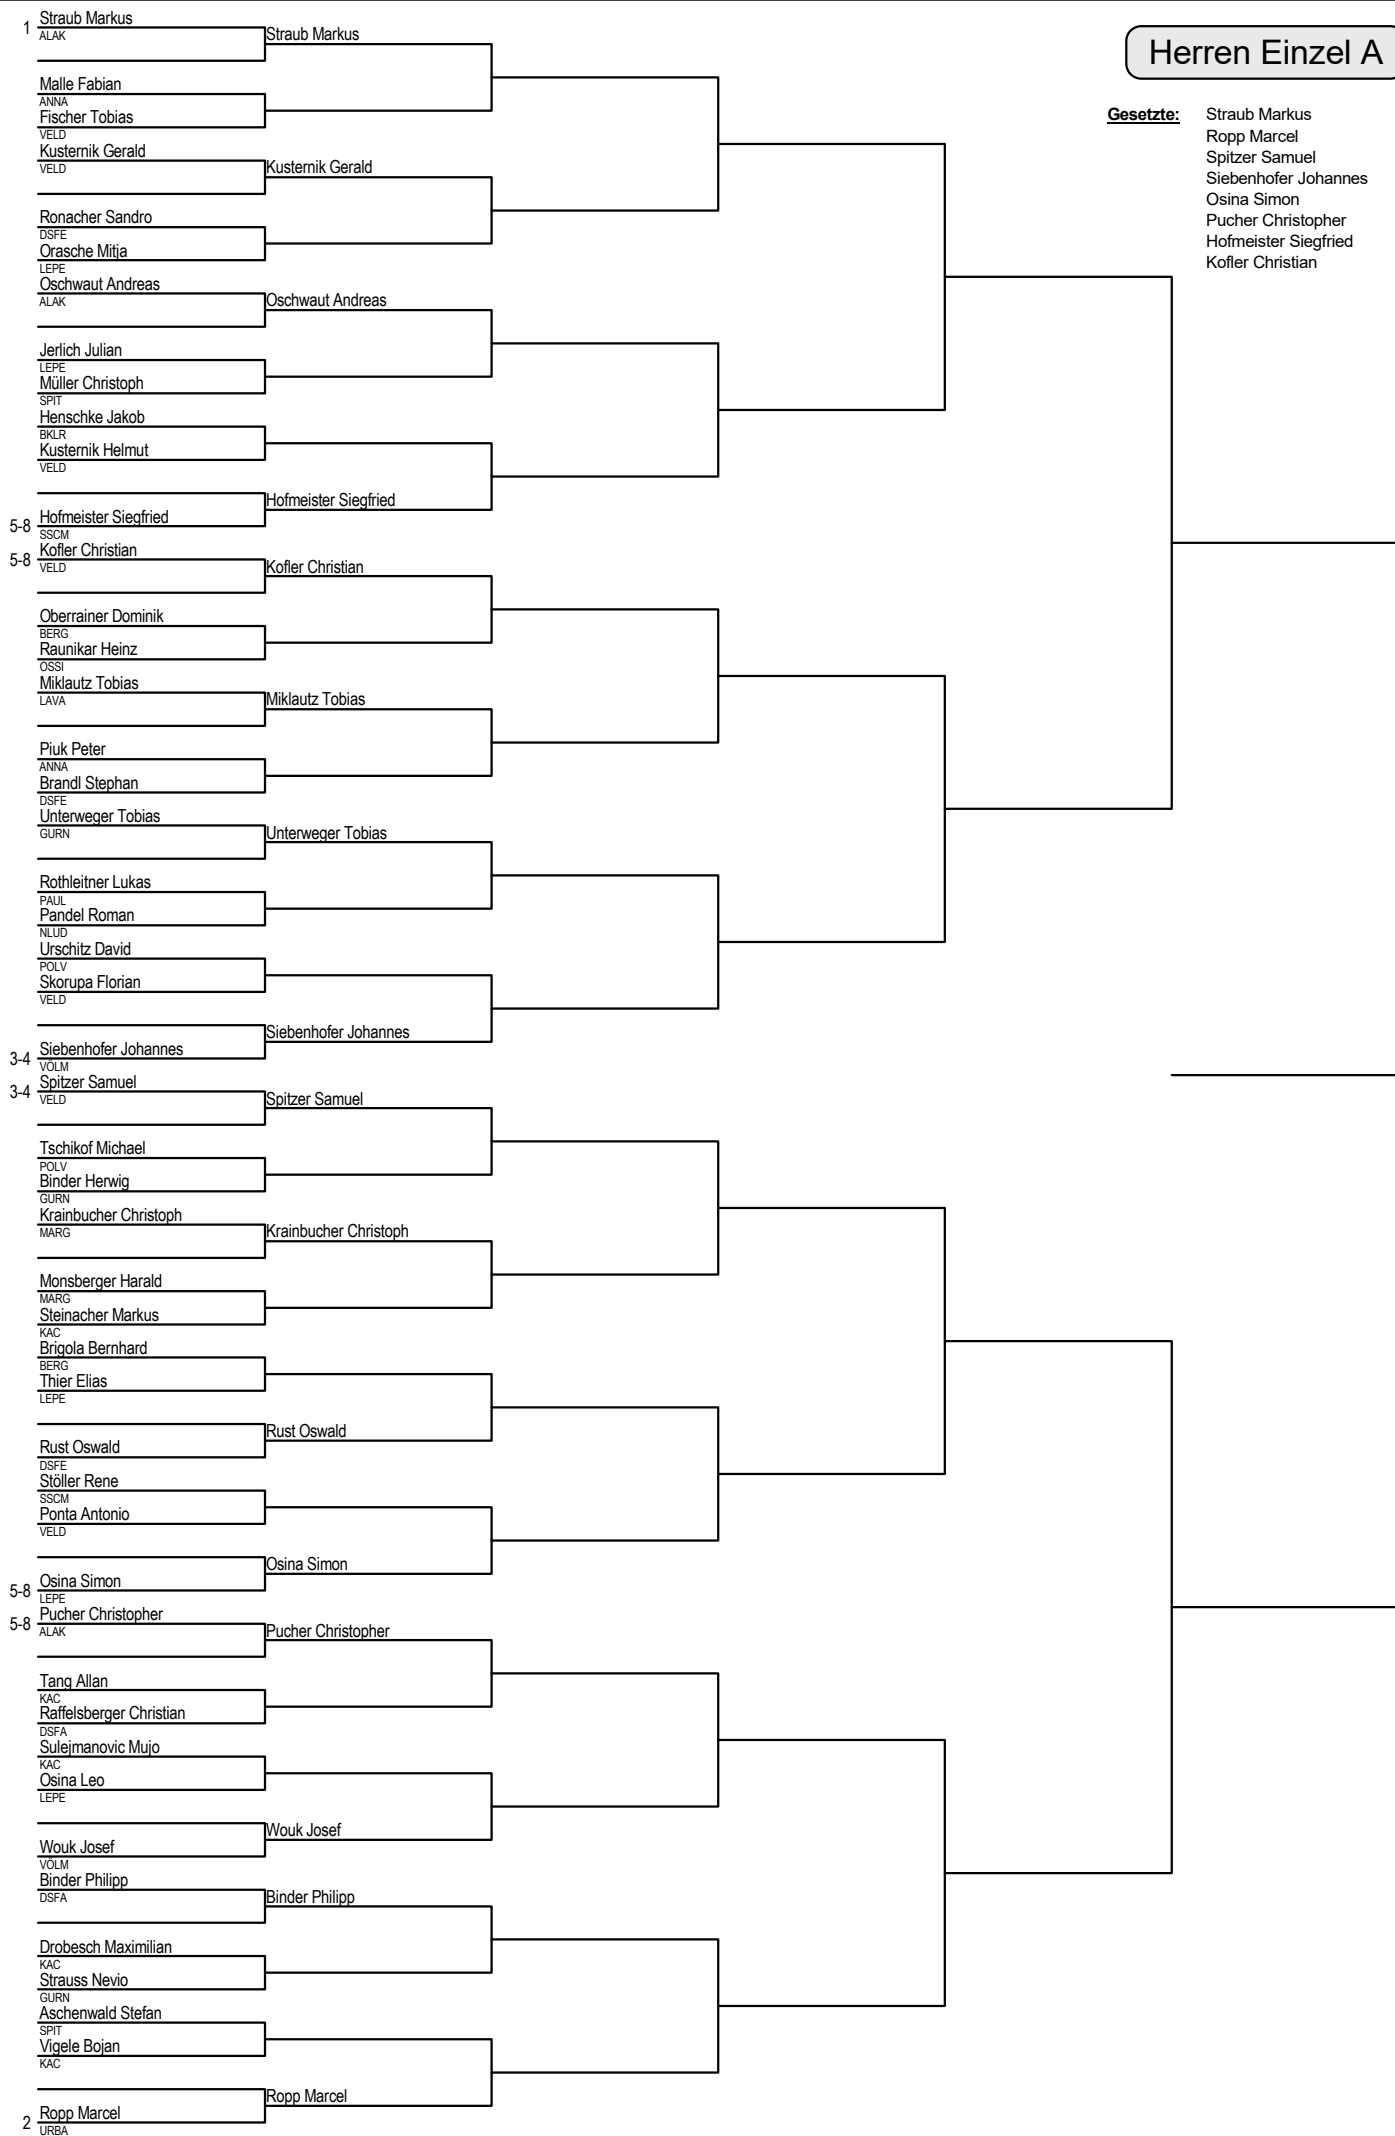 Herren Einzel A
Gesetzte: Straub Markus
Ropp Marcel
Spitzer Samuel
Siebenhofer Johannes
Osina Simon
Pucher Christopher
Hofmeister Siegfried
Kofler Christian
1 Straub Markus
ALAK
Straub Markus
Malle Fabian
ANNA
Fischer Tobias
VELD
Kusternik Gerald
VELD
Kusternik Gerald
Ronacher Sandro
DSFE
Orasche Mitja
LEPE
Oschwaut Andreas
ALAK
Oschwaut Andreas
Jerlich Julian
LEPE
Müller Christoph
SPIT
Henschke Jakob
BKLR
Kusternik Helmut
VELD
Hofmeister Siegfried
5-8 Hofmeister Siegfried
SSCM
5-8 Kofler Christian
VELD
Kofler Christian
Oberrainer Dominik
BERG
Raunikar Heinz
OSSI
Miklautz Tobias
LAVA
Miklautz Tobias
Piuk Peter
ANNA
Brandl Stephan
DSFE
Unterweger Tobias
GURN
Unterweger Tobias
Rothleitner Lukas
PAUL
Pandel Roman
NLUD
Urschitz David
POLV
Skorupa Florian
VELD
Siebenhofer Johannes
3-4 Siebenhofer Johannes
VÖLM
3-4 Spitzer Samuel
VELD
Spitzer Samuel
Tschikof Michael
POLV
Binder Herwig
GURN
Krainbucher Christoph
MARG
Krainbucher Christoph
Monsberger Harald
MARG
Steinacher Markus
KAC
Brigola Bernhard
BERG
Thier Elias
LEPE
Rust Oswald
Rust Oswald
DSFE
Stöller Rene
SSCM
Ponta Antonio
VELD
Osina Simon
5-8 Osina Simon
LEPE
5-8 Pucher Christopher
ALAK
Pucher Christopher
Tang Allan
KAC
Raffelsberger Christian
DSFA
Sulejmanovic Mujo
KAC
Osina Leo
LEPE
Wouk Josef
Wouk Josef
VÖLM
Binder Philipp
DSFA
Binder Philipp
Drobesch Maximilian
KAC
Strauss Nevio
GURN
Aschenwald Stefan
SPIT
Vigele Bojan
KAC
Ropp Marcel
2 Ropp Marcel
URBA